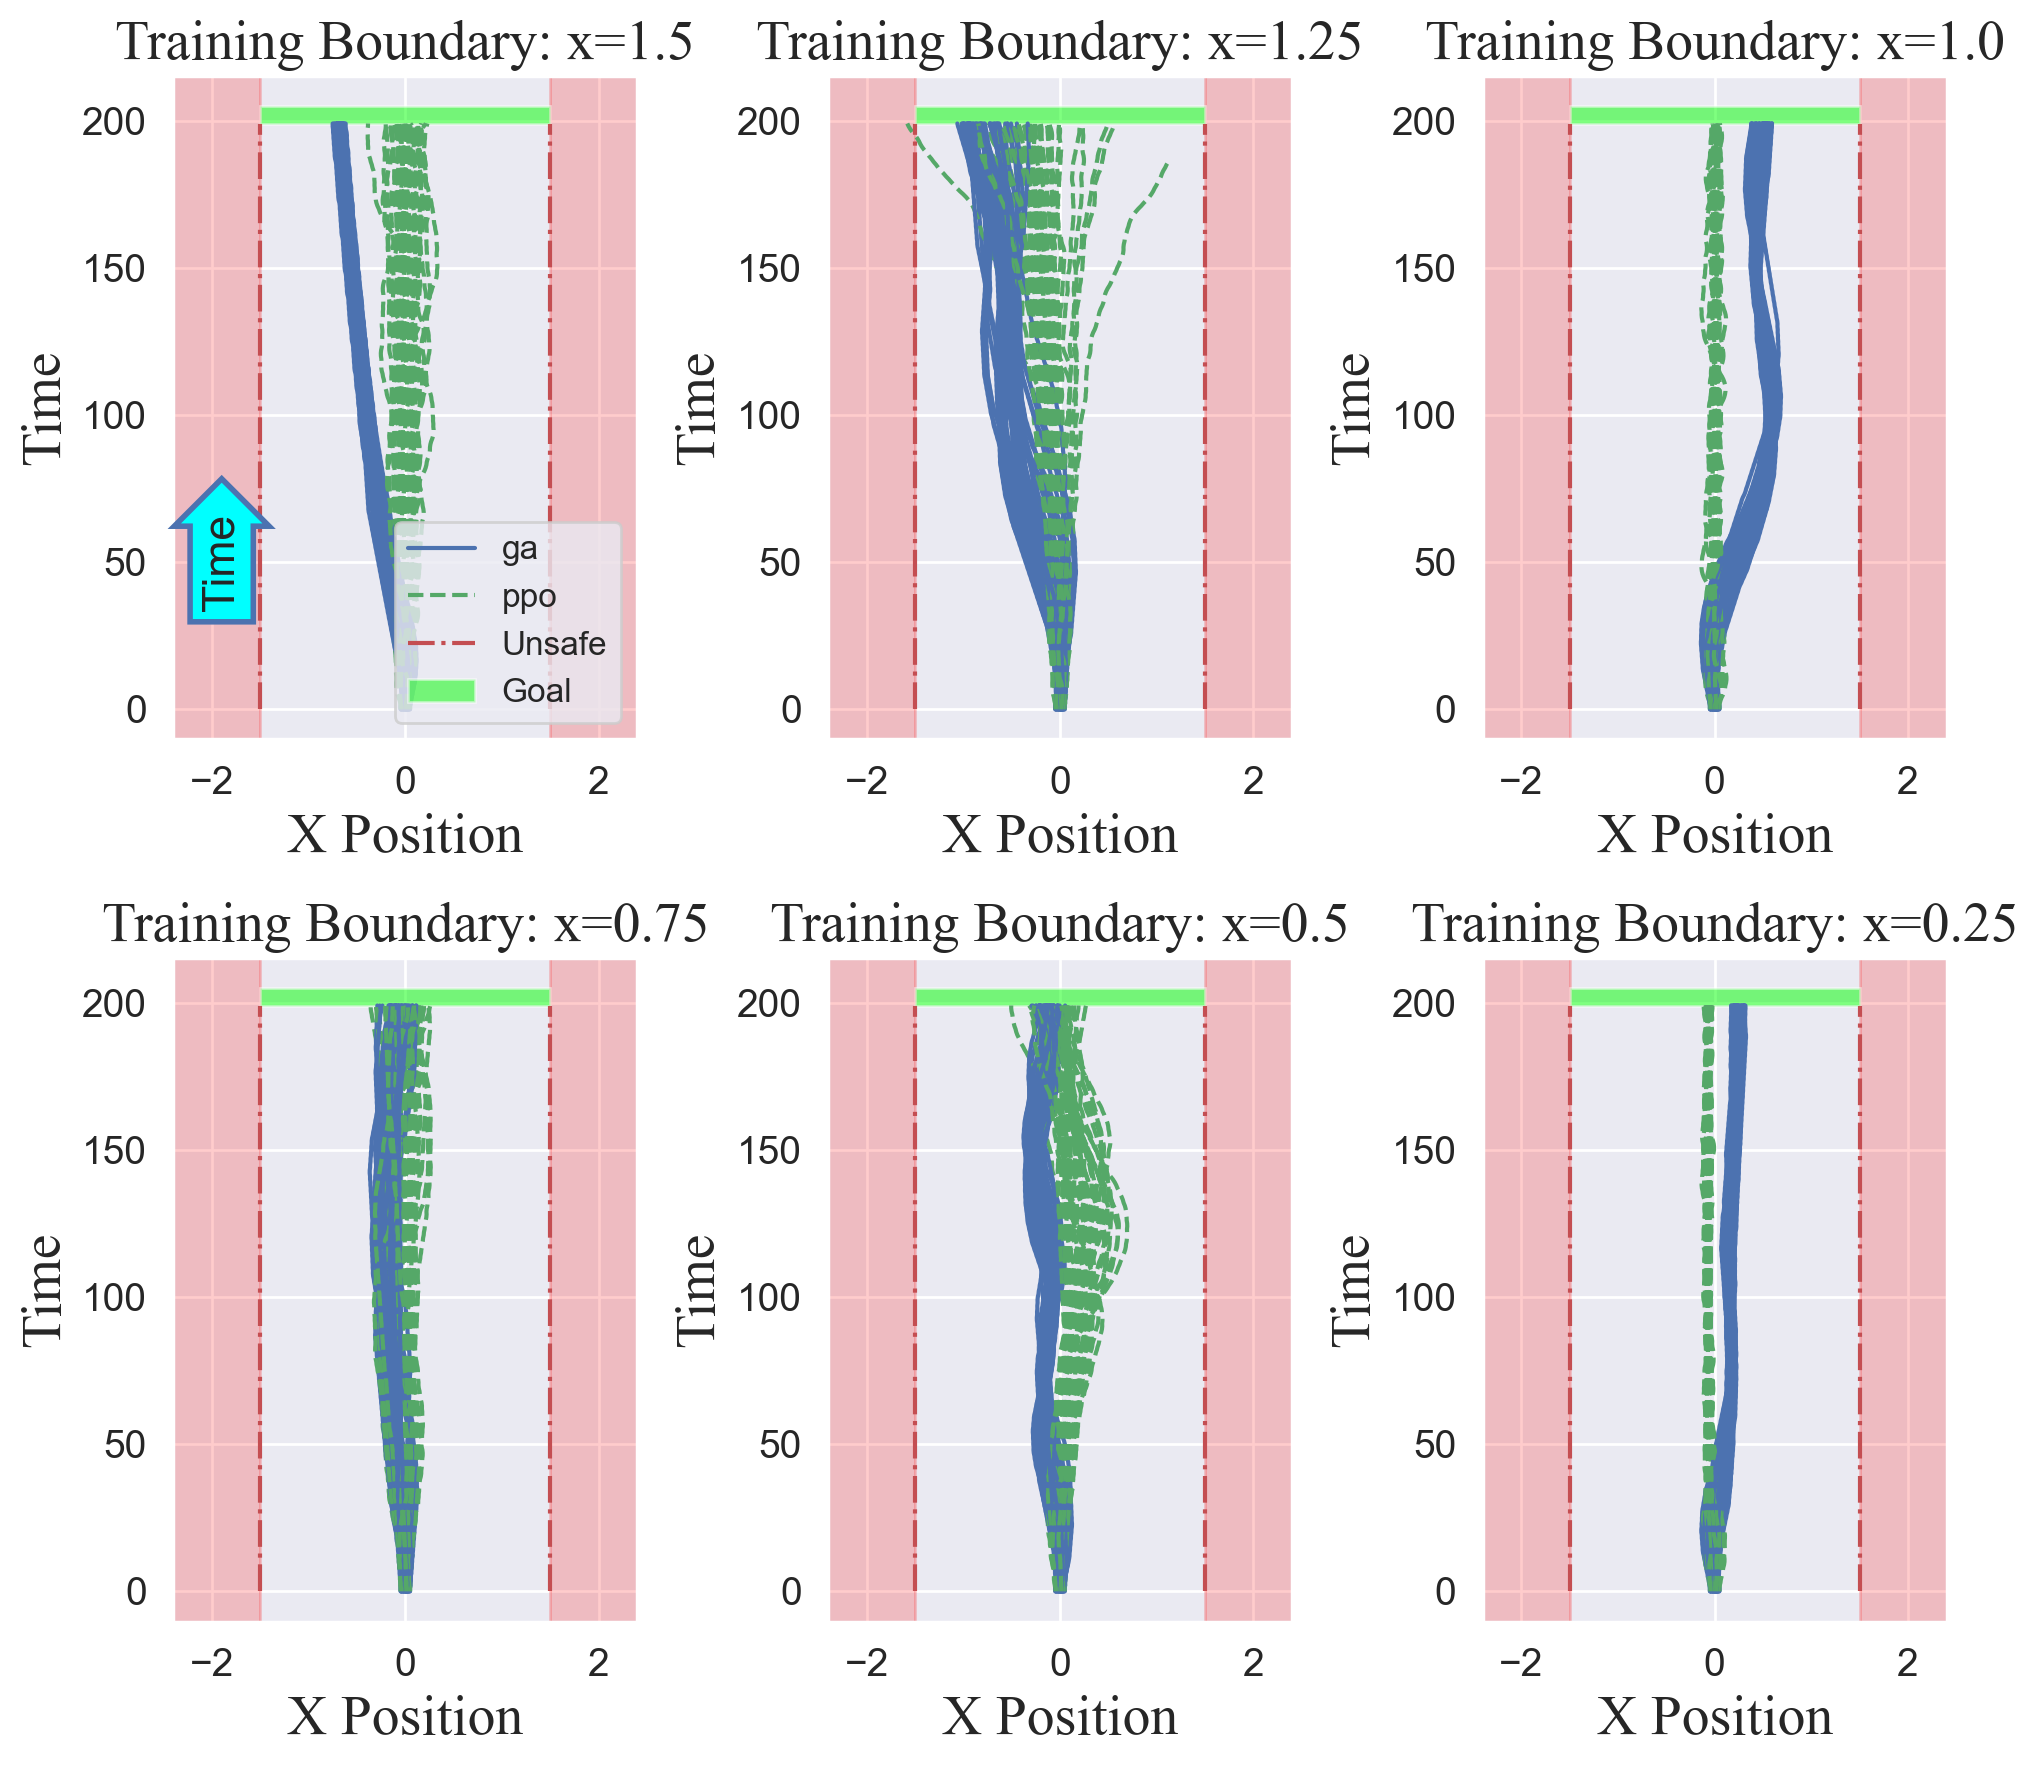 Training Boundary: x=1.5
200
150
100
50
0
Time
Time
ga
ppo
Unsafe
Goal
−2 0 2
X Position
Training Boundary: x=1.25
200
150
100
50
0
Time
−2 0 2
X Position
Training Boundary: x=1.0
200
150
100
50
0
Time
−2 0 2
X Position
Training Boundary: x=0.75
200
150
100
50
0
Time
−2 0 2
X Position
Training Boundary: x=0.5
200
150
100
50
0
Time
−2 0 2
X Position
Training Boundary: x=0.25
200
150
100
50
0
Time
−2 0 2
X Position